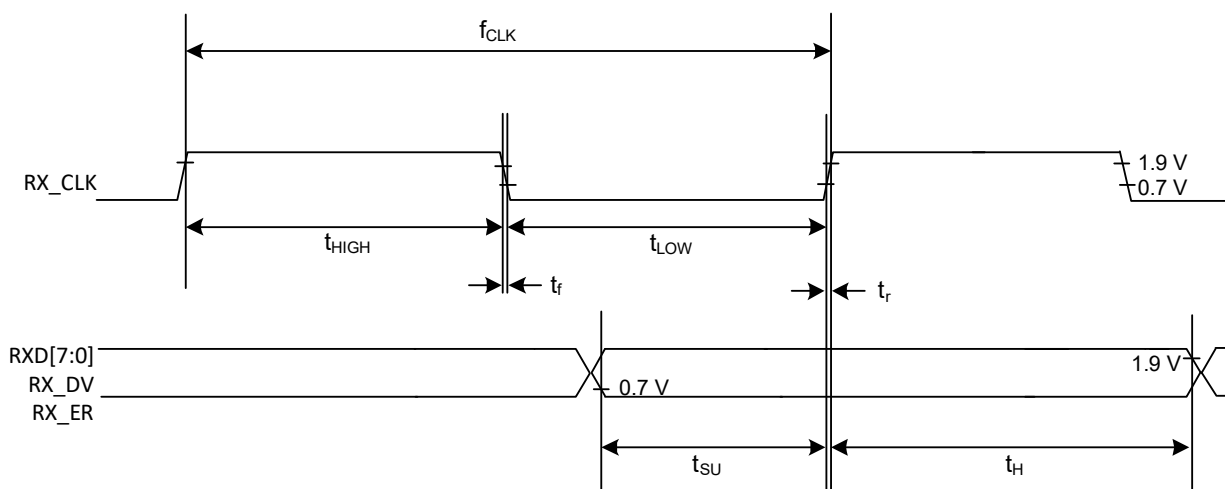 fCLK
RX_CLK
1.9 V
0.7 V
tHIGH
tLOW
tf
tr
RXD[7:0]
RX_DV
RX_ER
0.7 V
1.9 V
tSU
tH